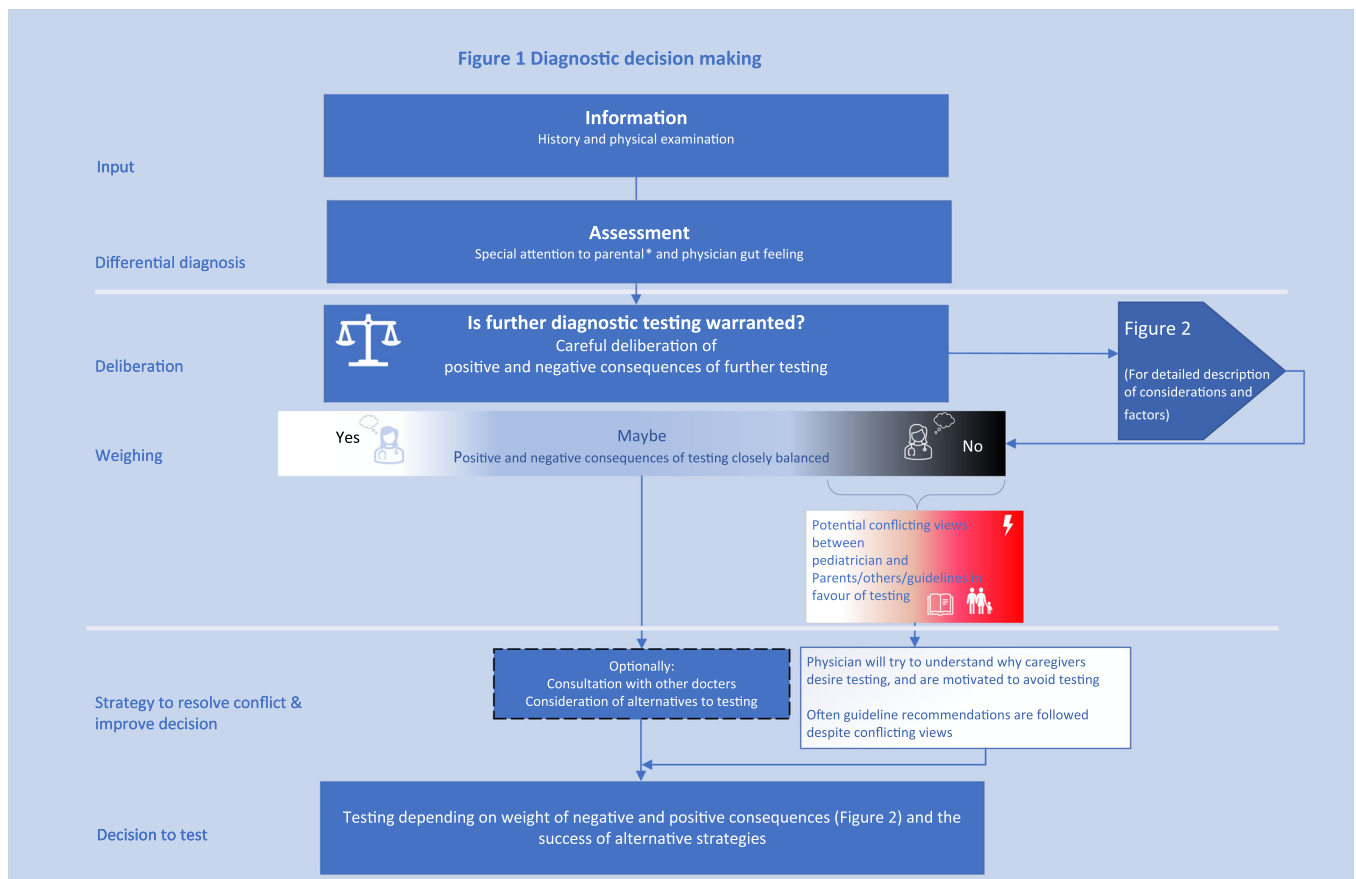 Figure 1 Diagnostic decision making
Information
History and physical examination
Input
Assessment
Special attention to parental* and physician gut feeling
Differential diagnosis
Is further diagnostic testing warranted?
Careful deliberation of
positive and negative consequences of further testing
Deliberation
Figure 2
(For detailed description
of considerations and
factors)
Weighing
Yes
Maybe
Positive and negative consequences of testing closely balanced
No
Potential conflicting views
between
pediatrician and
Parents/others/guidelines in
favour of testing
Strategy to resolve conflict &
improve decision
Optionally:
Consultation with other docters
Consideration of alternatives to testing
Physician will try to understand why caregivers
desire testing, and are motivated to avoid testing
Often guideline recommendations are followed
despite conflicting views
Decision to test
Testing depending on weight of negative and positive consequences (Figure 2) and the
success of alternative strategies